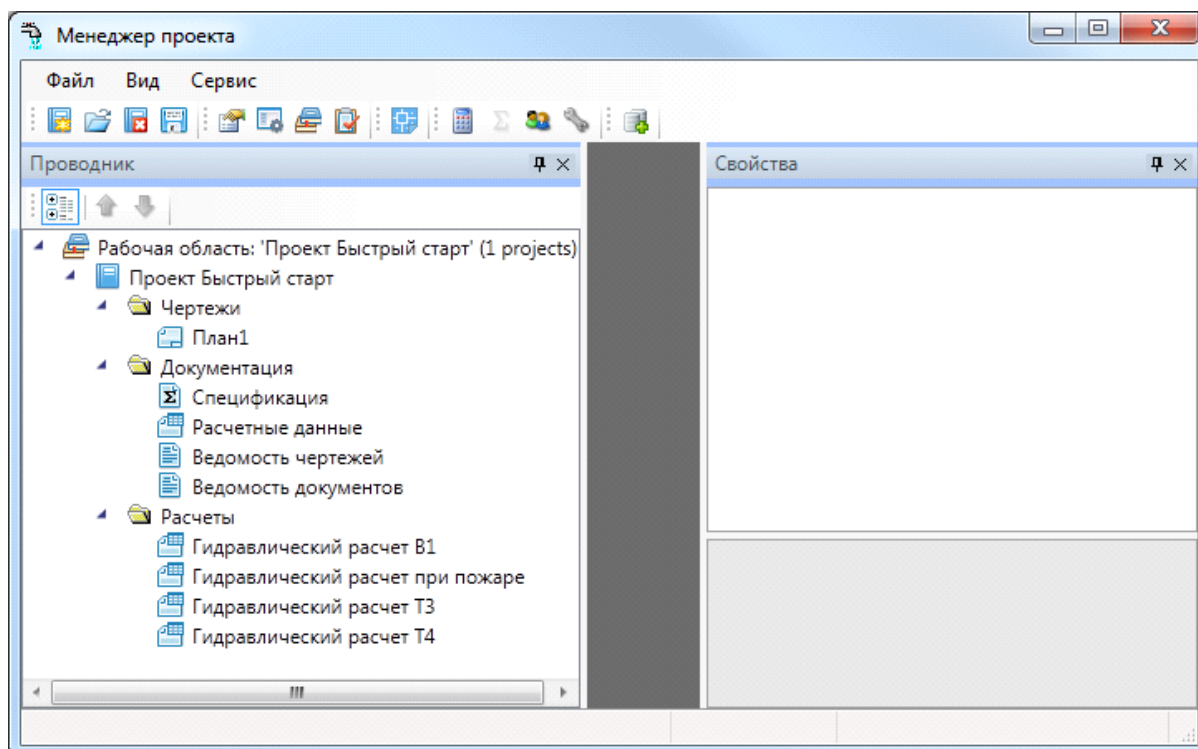 Менеджер проекта
Файл Вид Сервис
Проводник
Свойства
Рабочая область: 'Проект Быстрый старт' (1 projects)
Проект Быстрый старт
Чертежи
План1
Документация
Спецификация
Расчетные данные
Ведомость чертежей
Ведомость документов
Расчеты
Гидравлический расчет В1
Гидравлический расчет при пожаре
Гидравлический расчет Т3
Гидравлический расчет Т4